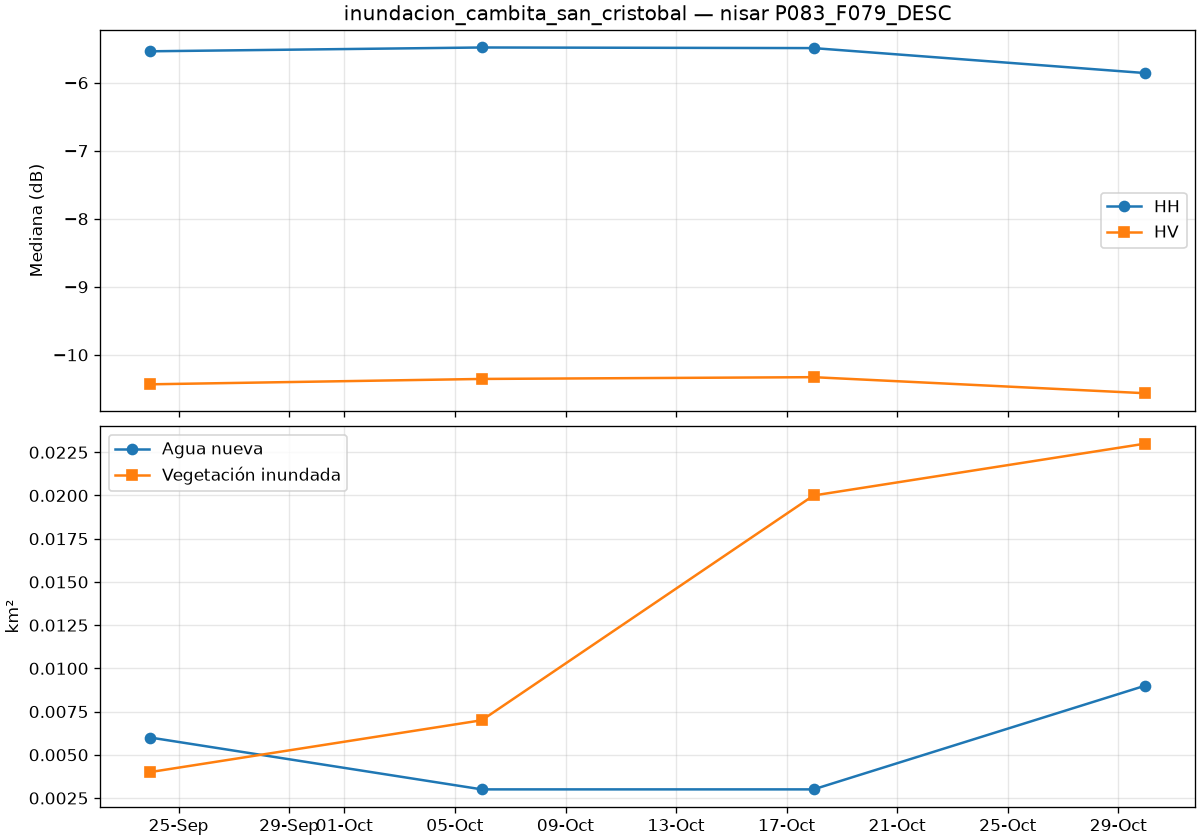 inundacion_cambita_san_cristobal — nisar P083_F079_DESC
−6
−7
−8
−9
−10
Mediana (dB)
HH
HV
Agua nueva
Vegetación inundada
0.0225
0.0200
0.0175
0.0150
0.0125
0.0100
0.0075
0.0050
0.0025
km²
25-Sep 29-Sep 01-Oct 05-Oct 09-Oct 13-Oct 17-Oct 21-Oct 25-Oct 29-Oct